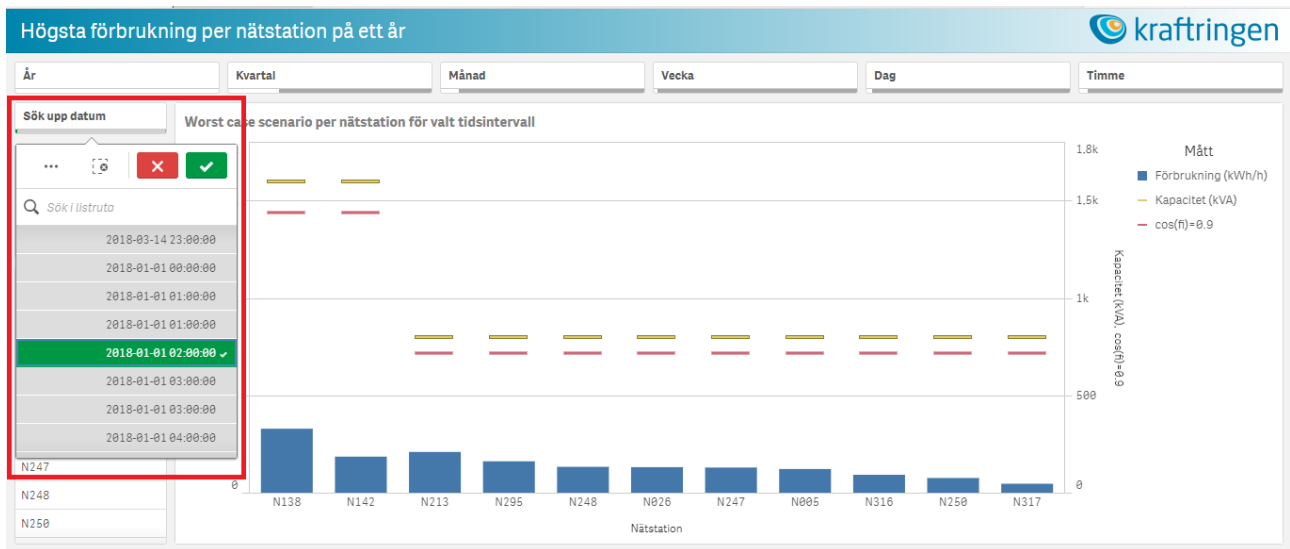 Högsta förbrukning per nätstation på ett år
kraftringen
År
Kvartal
Månad
Vecka
Dag
Timme
Sök upp datum
Worst case scenario per nätstation för valt tidsintervall
Sök i listruta
2018-03-14 23:00:00
2018-01-01 00:00:00
2018-01-01 01:00:00
2018-01-01 01:00:00
2018-01-01 02:00:00
2018-01-01 03:00:00
2018-01-01 03:00:00
2018-01-01 04:00:00
N247
N248
N250
0
N138
N142
N213
N295
N248
N026
N247
N005
N316
N250
N317
Nätstation
1,8k
1,5k
1k
500
0
Kapacitet (kVA), cos(fi)=0.9
Mått
Förbrukning (kWh/h)
Kapacitet (kVA)
cos(fi)=0.9